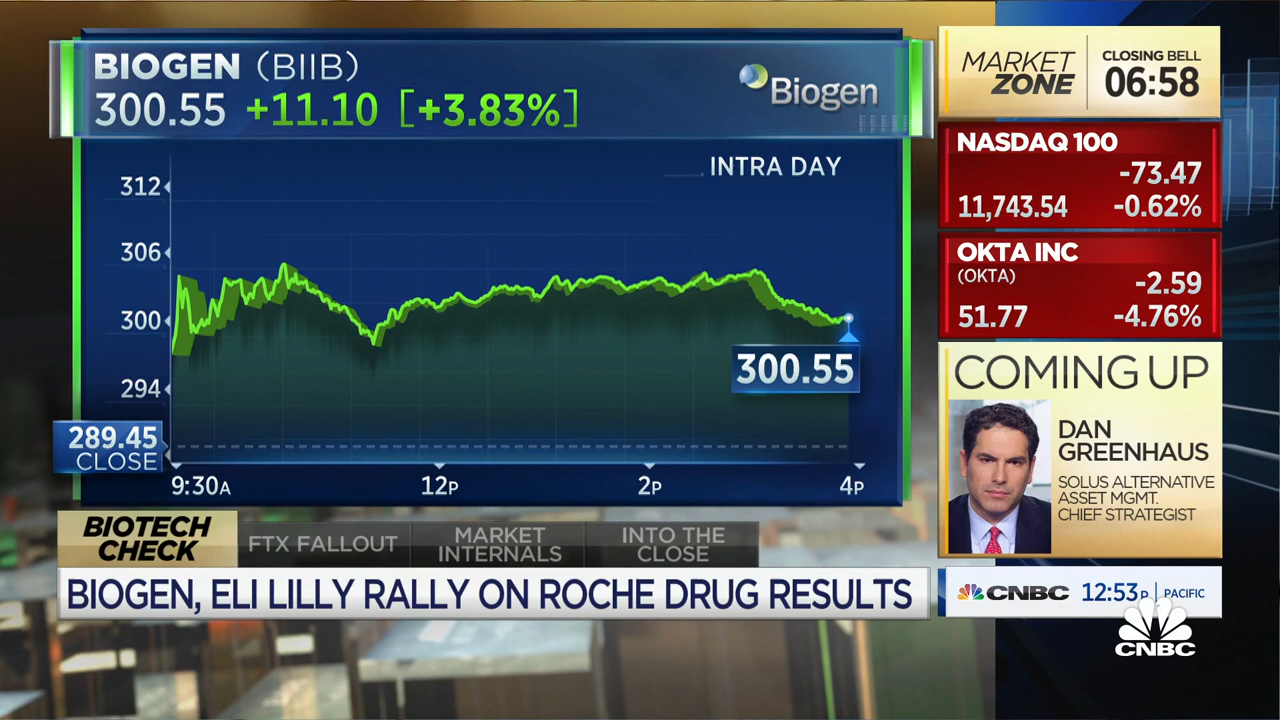 BIOGEN (BIIB)
300.55 +11.10 [+3.83%]
Biogen
INTRA DAY
312
306
300
294
300.55
289.45
CLOSE
9:30A
12P
2P
4P
MARKET
ZONE
CLOSING BELL
06:58
NASDAQ 100
-73.47
11,743.54 -0.62%
OKTA INC
(OKTA)
-2.59
51.77 -4.76%
COMING UP
DAN
GREENHAUS
SOLUS ALTERNATIVE
ASSET MGMT.
CHIEF STRATEGIST
BIOTECH
CHECK
FTX FALLOUT
MARKET
INTERNALS
INTO THE
CLOSE
BIOGEN, ELI LILLY RALLY ON ROCHE DRUG RESULTS
CNBC 12:53P PACIFIC
CNBC